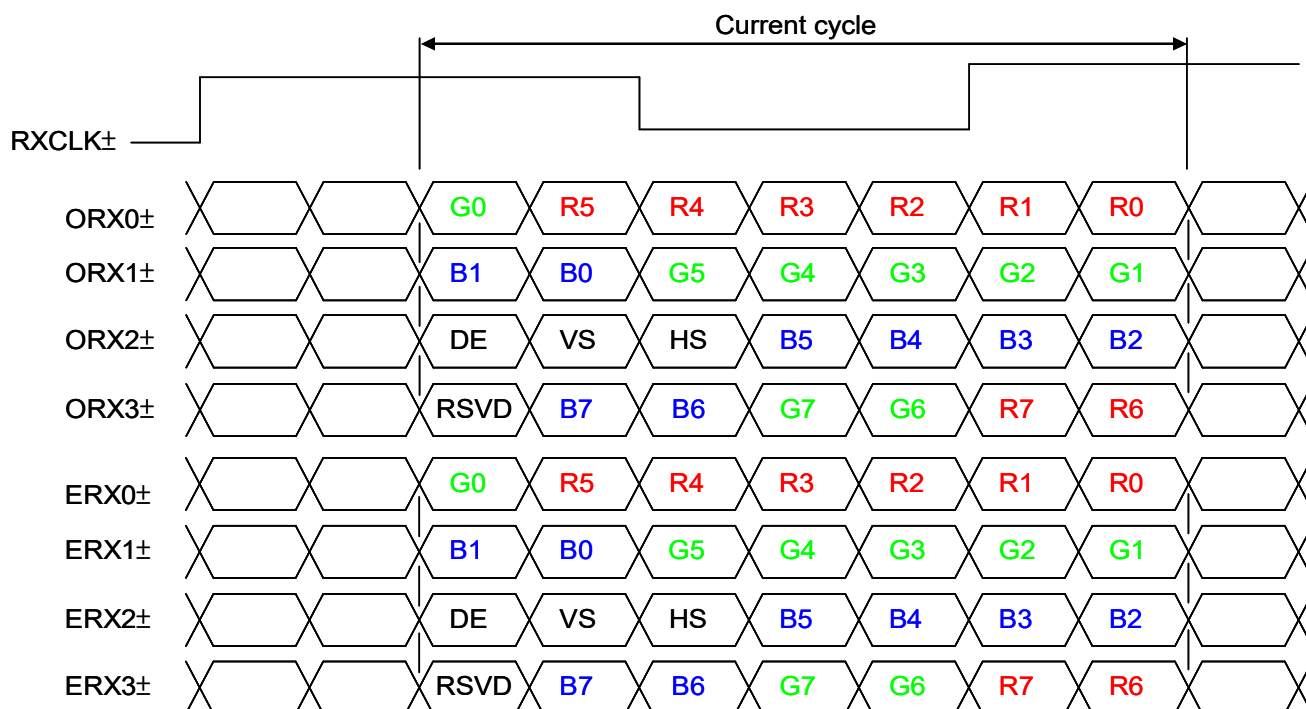 Current cycle
RXCLK±
ORX0± G0 R5 R4 R3 R2 R1 R0
ORX1± B1 B0 G5 G4 G3 G2 G1
ORX2± DE VS HS B5 B4 B3 B2
ORX3± RSVD B7 B6 G7 G6 R7 R6
ERX0± G0 R5 R4 R3 R2 R1 R0
ERX1± B1 B0 G5 G4 G3 G2 G1
ERX2± DE VS HS B5 B4 B3 B2
ERX3± RSVD B7 B6 G7 G6 R7 R6